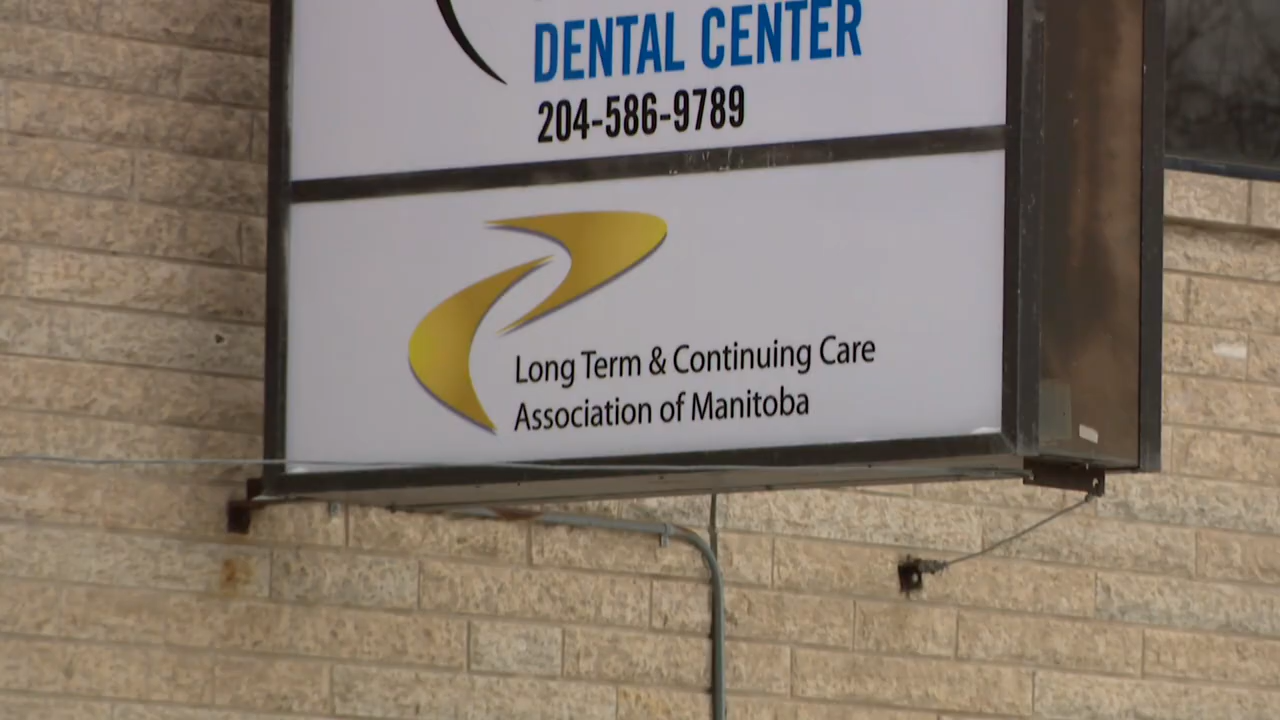 DENTAL CENTER
204-586-9789
Long Term & Continuing Care
Association of Manitoba